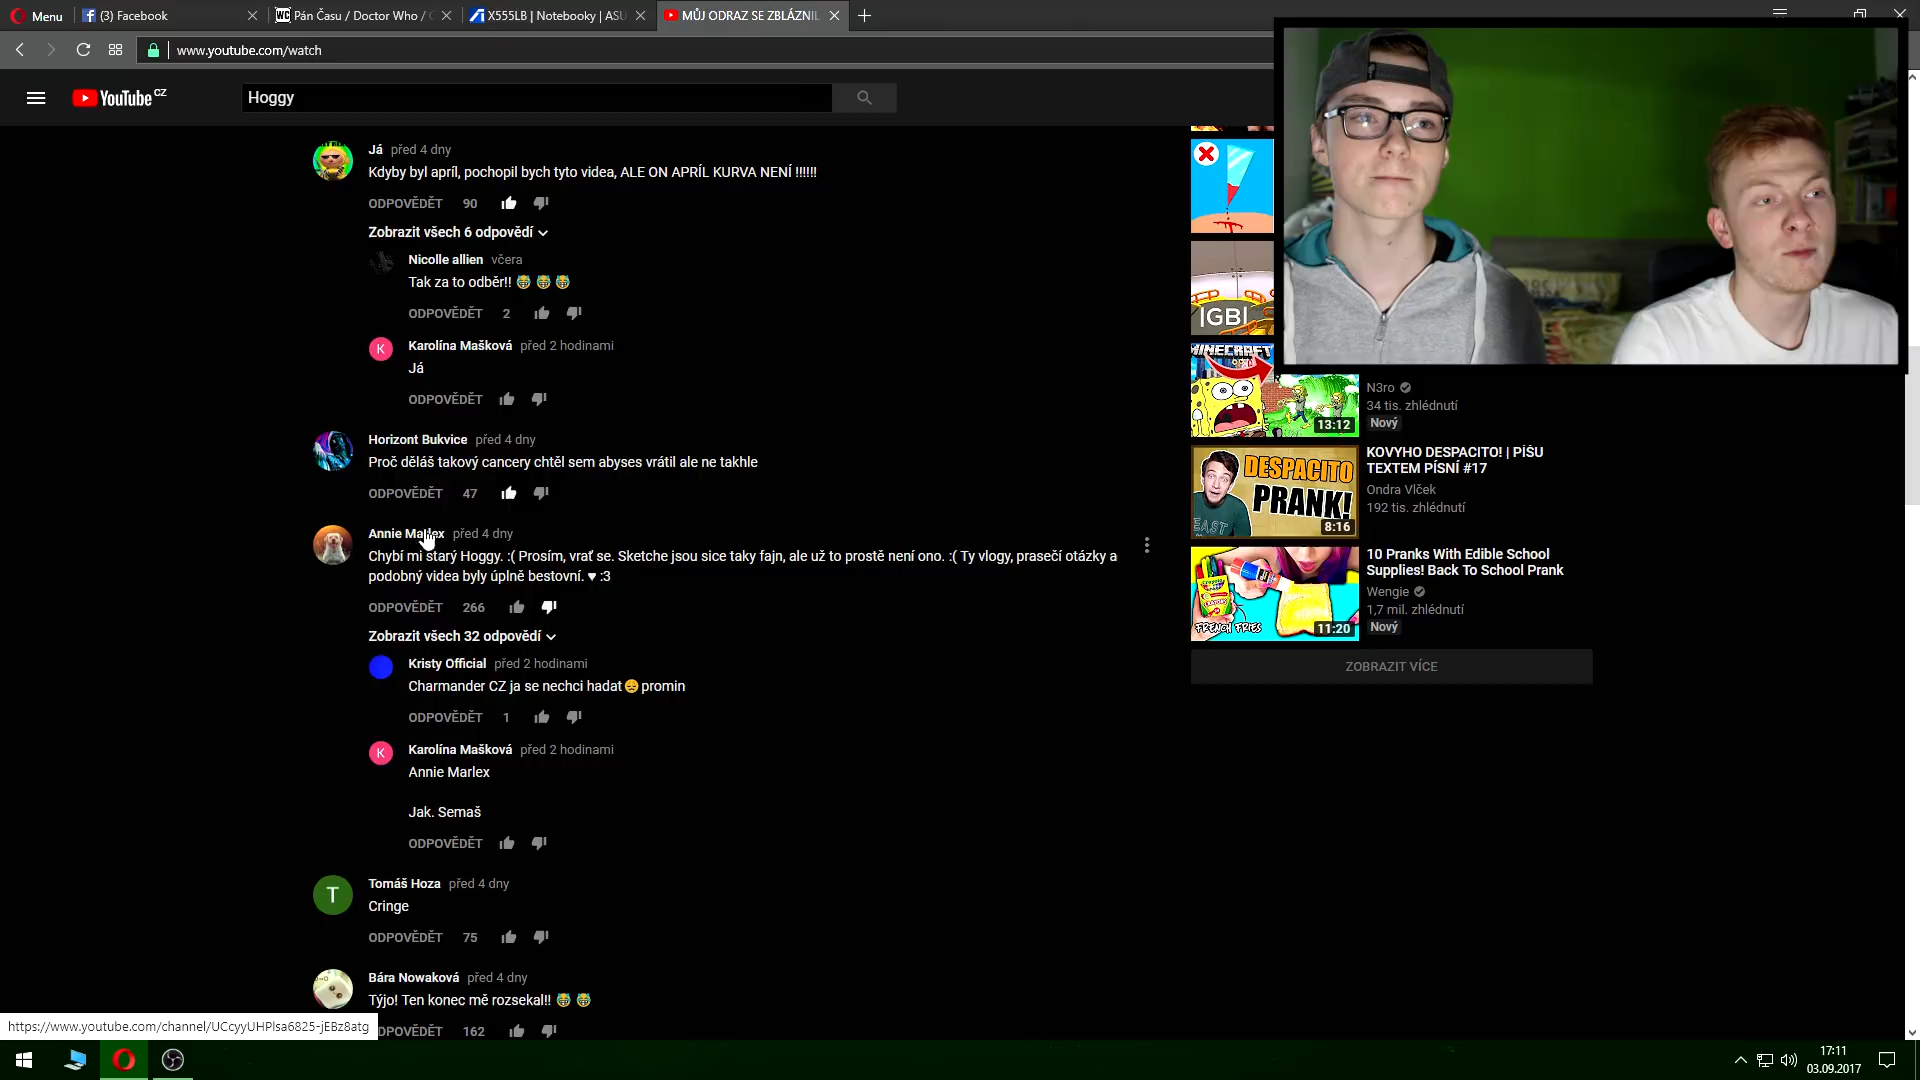 Menu
(3) Facebook
Pán Času / Doctor Who /
X555LB | Notebooky | ASU
MŮJ ODRAZ SE ZBLÁZNIL
www.youtube.com/watch
YouTube CZ
Hoggy
Já před 4 dny
Kdyby byl apríl, pochopil bych tyto videa, ALE ON APRÍL KURVA NENÍ !!!!!!
ODPOVĚDĚT 90
Zobrazit všech 6 odpovědí
Nicolle allien včera
Tak za to odběr!! 😹 😹 😹
ODPOVĚDĚT 2
K
Karolína Mašková před 2 hodinami
Já
ODPOVĚDĚT
Horizont Bukvice před 4 dny
Proč děláš takový cancery chtěl sem abyses vrátil ale ne takhle
ODPOVĚDĚT 47
Annie Marlex před 4 dny
Chybí mi starý Hoggy. :( Prosím, vrať se. Sketche jsou sice taky fajn, ale už to prostě není ono. :( Ty vlogy, prasečí otázky a
podobný videa byly úplně bestovní. ♥ :3
ODPOVĚDĚT 266
Zobrazit všech 32 odpovědí
Kristy Official před 2 hodinami
Charmander CZ ja se nechci hadat😔promin
ODPOVĚDĚT 1
K
Karolína Mašková před 2 hodinami
Annie Marlex
Jak. Semaš
ODPOVĚDĚT
T
Tomáš Hoza před 4 dny
Cringe
ODPOVĚDĚT 75
Bára Nowaková před 4 dny
Týjo! Ten konec mě rozsekal!! 😹 😹
ODPOVĚDĚT 162
IGBI
MINECRAFT
13:12
N3ro
34 tis. zhlédnutí
Nový
DESPACITO
PRANK!
EAST
8:16
KOVYHO DESPACITO! | PÍŠU
TEXTEM PÍSNÍ #17
Ondra Vlček
192 tis. zhlédnutí
FRENCH FRIES
11:20
10 Pranks With Edible School
Supplies! Back To School Prank
Wengie
1,7 mil. zhlédnutí
Nový
ZOBRAZIT VÍCE
https://www.youtube.com/channel/UCcyyUHPlsa6825-jEBz8atg
17:11
03.09.2017